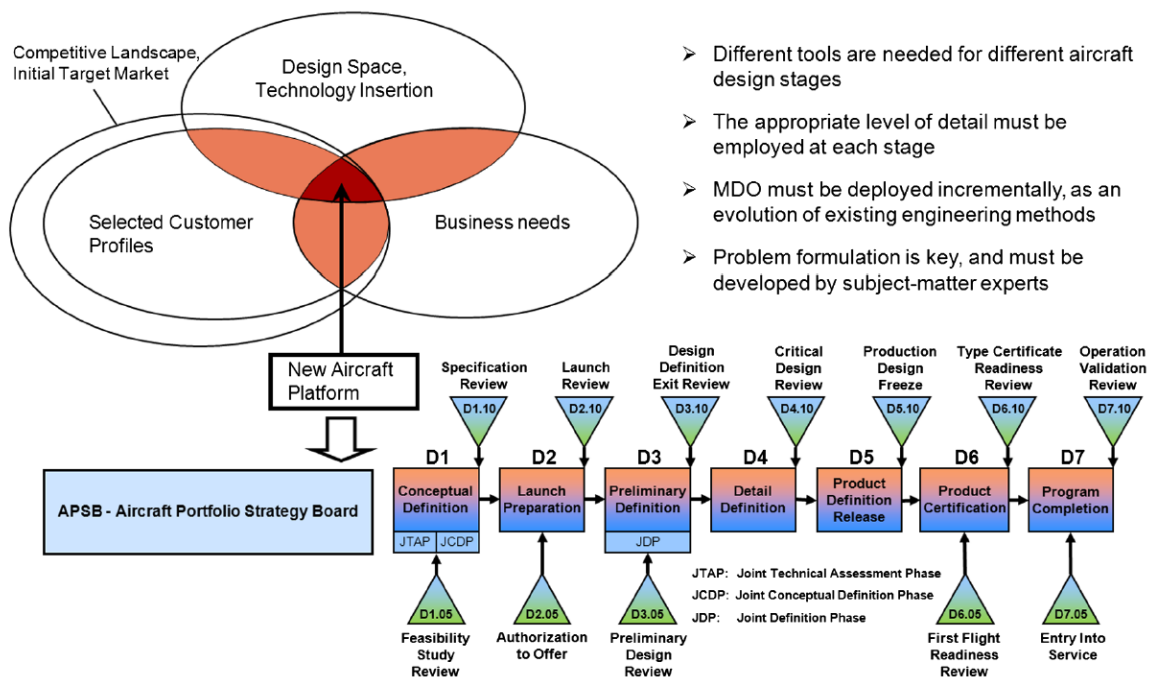 Competitive Landscape,
Initial Target Market
Design Space,
Technology Insertion
Selected Customer
Profiles
Business needs
➢ Different tools are needed for different aircraft
design stages
➢ The appropriate level of detail must be
employed at each stage
➢ MDO must be deployed incrementally, as an
evolution of existing engineering methods
➢ Problem formulation is key, and must be
developed by subject-matter experts
New Aircraft
Platform
APSB - Aircraft Portfolio Strategy Board
Specification
Review
Launch
Review
Design
Definition
Exit Review
Critical
Design
Review
Production
Design
Freeze
Type Certificate
Readiness
Review
Operation
Validation
Review
D1.10
D2.10
D3.10
D4.10
D5.10
D6.10
D7.10
D1
D2
D3
D4
D5
D6
D7
Conceptual
Definition
Launch
Preparation
Preliminary
Definition
Detail
Definition
Product
Definition
Release
Product
Certification
Program
Completion
JTAP
JCDP
JDP
JTAP: Joint Technical Assessment Phase
JCDP: Joint Conceptual Definition Phase
JDP: Joint Definition Phase
D1.05
D2.05
D3.05
D6.05
D7.05
Feasibility
Study
Review
Authorization
to Offer
Preliminary
Design
Review
First Flight
Readiness
Review
Entry Into
Service